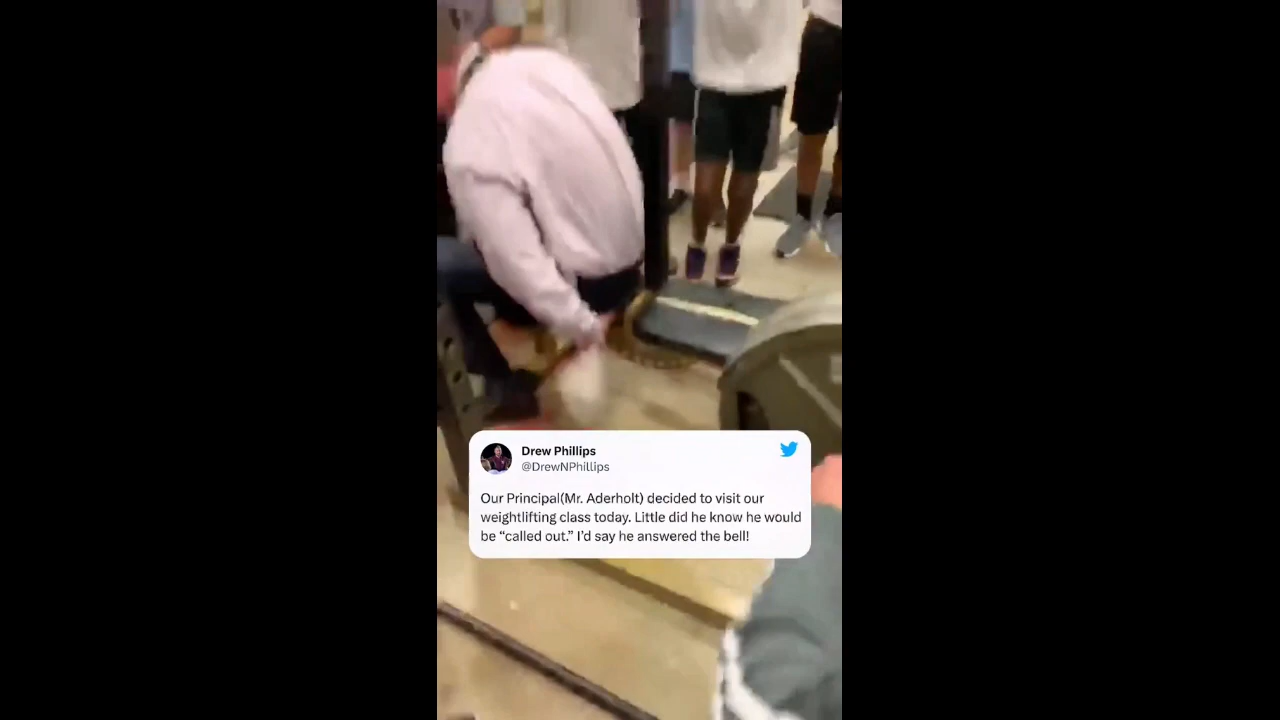 Drew Phillips
@DrewNPhillips
Our Principal(Mr. Aderholt) decided to visit our
weightlifting class today. Little did he know he would
be “called out.” I’d say he answered the bell!